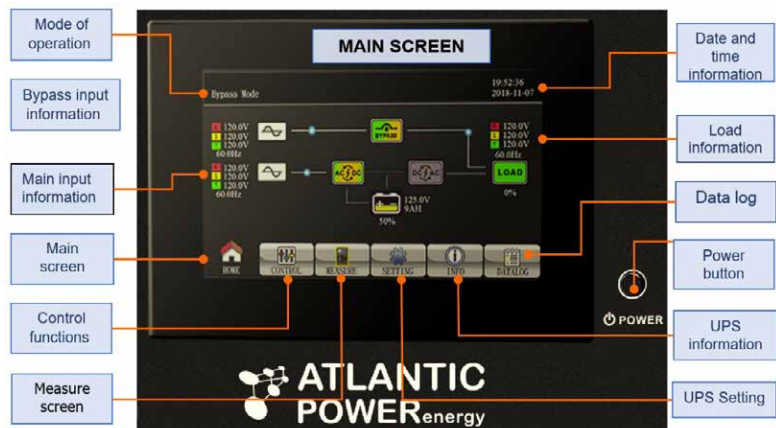 MAIN SCREEN
Mode of
operation
Bypass input
information
Main input
information
Main
screen
Control
functions
Measure
screen
Bypass Mode
19:52:36
2018-11-07
R 120.0V
S 120.0V
T 120.0V
60.0Hz
BYPASS
R 120.0V
S 120.0V
T 120.0V
60.0Hz
R 120.0V
S 120.0V
T 120.0V
60.0Hz
AC DC
DC AC
LOAD
0%
125.0V
9AH
50%
HOME
CONTROL
MEASURE
SETTING
INFO
DATALOG
POWER
ATLANTIC
POWERenergy
Date and
time
information
Load
information
Data log
Power
button
UPS
information
UPS Setting